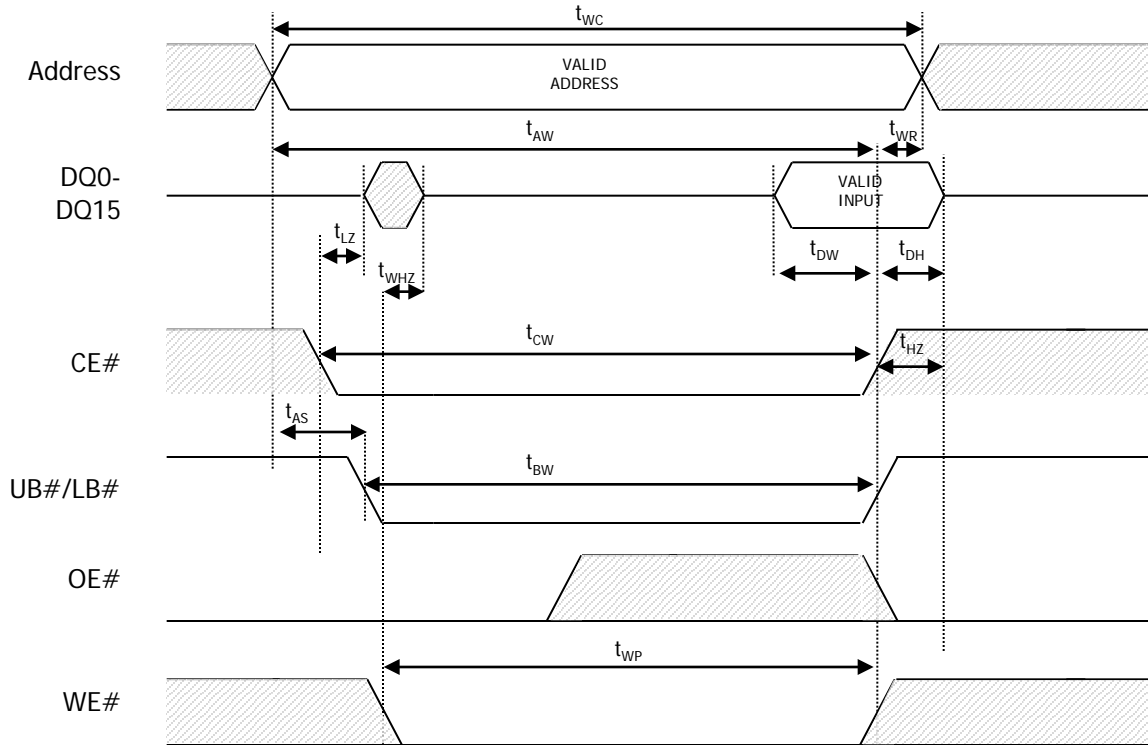 tWC
Address
VALID
ADDRESS
tAW
tWR
DQ0-
DQ15
VALID
INPUT
tLZ
tDW
tDH
tWHZ
tCW
tHZ
CE#
tAS
tBW
UB#/LB#
OE#
tWP
WE#